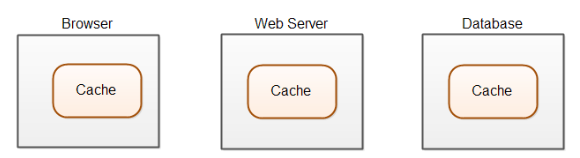 Browser
Web Server
Database
Cache
Cache
Cache